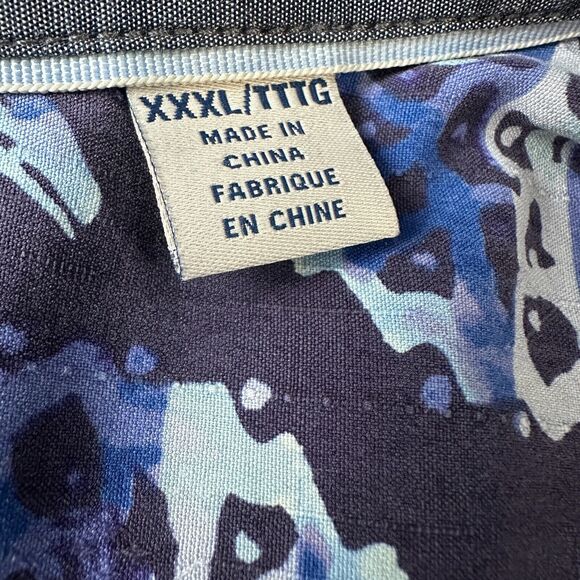 XXXL/TTTG
MADE IN
CHINA
FABRIQUE
EN CHINE